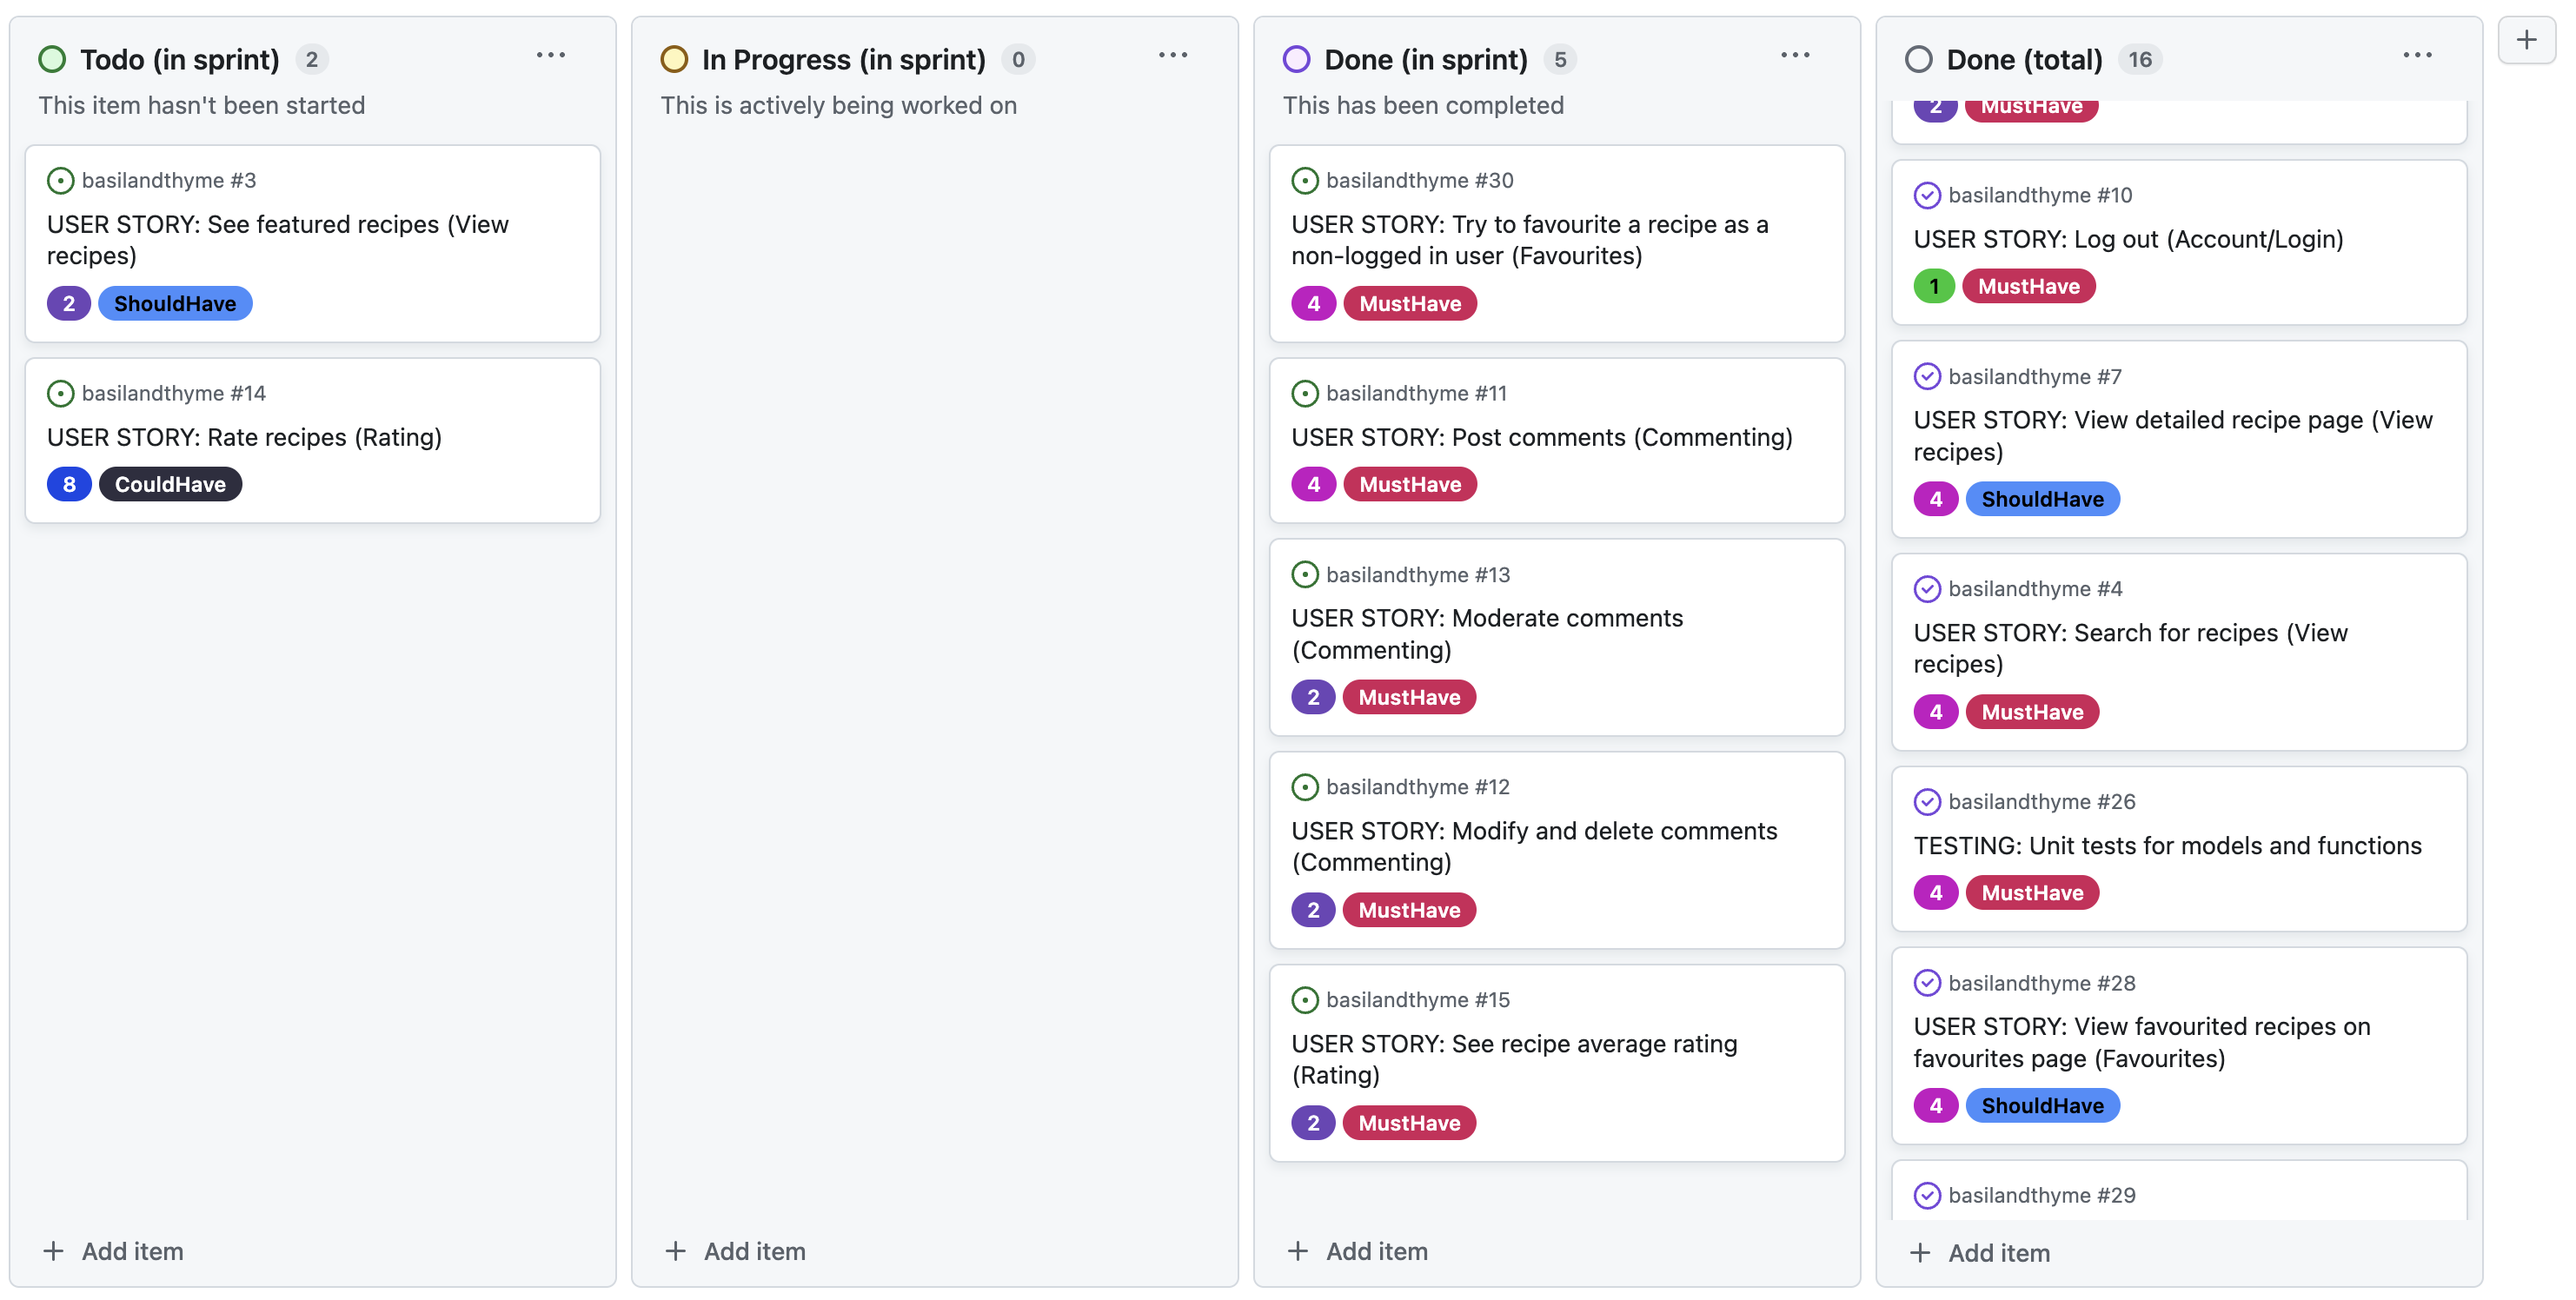 Todo (in sprint) 2
This item hasn't been started
basilandthyme #3
USER STORY: See featured recipes (View
recipes)
2 ShouldHave
basilandthyme #14
USER STORY: Rate recipes (Rating)
8 CouldHave
+ Add item
In Progress (in sprint) 0
This is actively being worked on
+ Add item
Done (in sprint) 5
This has been completed
basilandthyme #30
USER STORY: Try to favourite a recipe as a
non-logged in user (Favourites)
4 MustHave
basilandthyme #11
USER STORY: Post comments (Commenting)
4 MustHave
basilandthyme #13
USER STORY: Moderate comments
(Commenting)
2 MustHave
basilandthyme #12
USER STORY: Modify and delete comments
(Commenting)
2 MustHave
basilandthyme #15
USER STORY: See recipe average rating
(Rating)
2 MustHave
+ Add item
Done (total) 16
2 MustHave
basilandthyme #10
USER STORY: Log out (Account/Login)
1 MustHave
basilandthyme #7
USER STORY: View detailed recipe page (View
recipes)
4 ShouldHave
basilandthyme #4
USER STORY: Search for recipes (View
recipes)
4 MustHave
basilandthyme #26
TESTING: Unit tests for models and functions
4 MustHave
basilandthyme #28
USER STORY: View favourited recipes on
favourites page (Favourites)
4 ShouldHave
basilandthyme #29
+ Add item